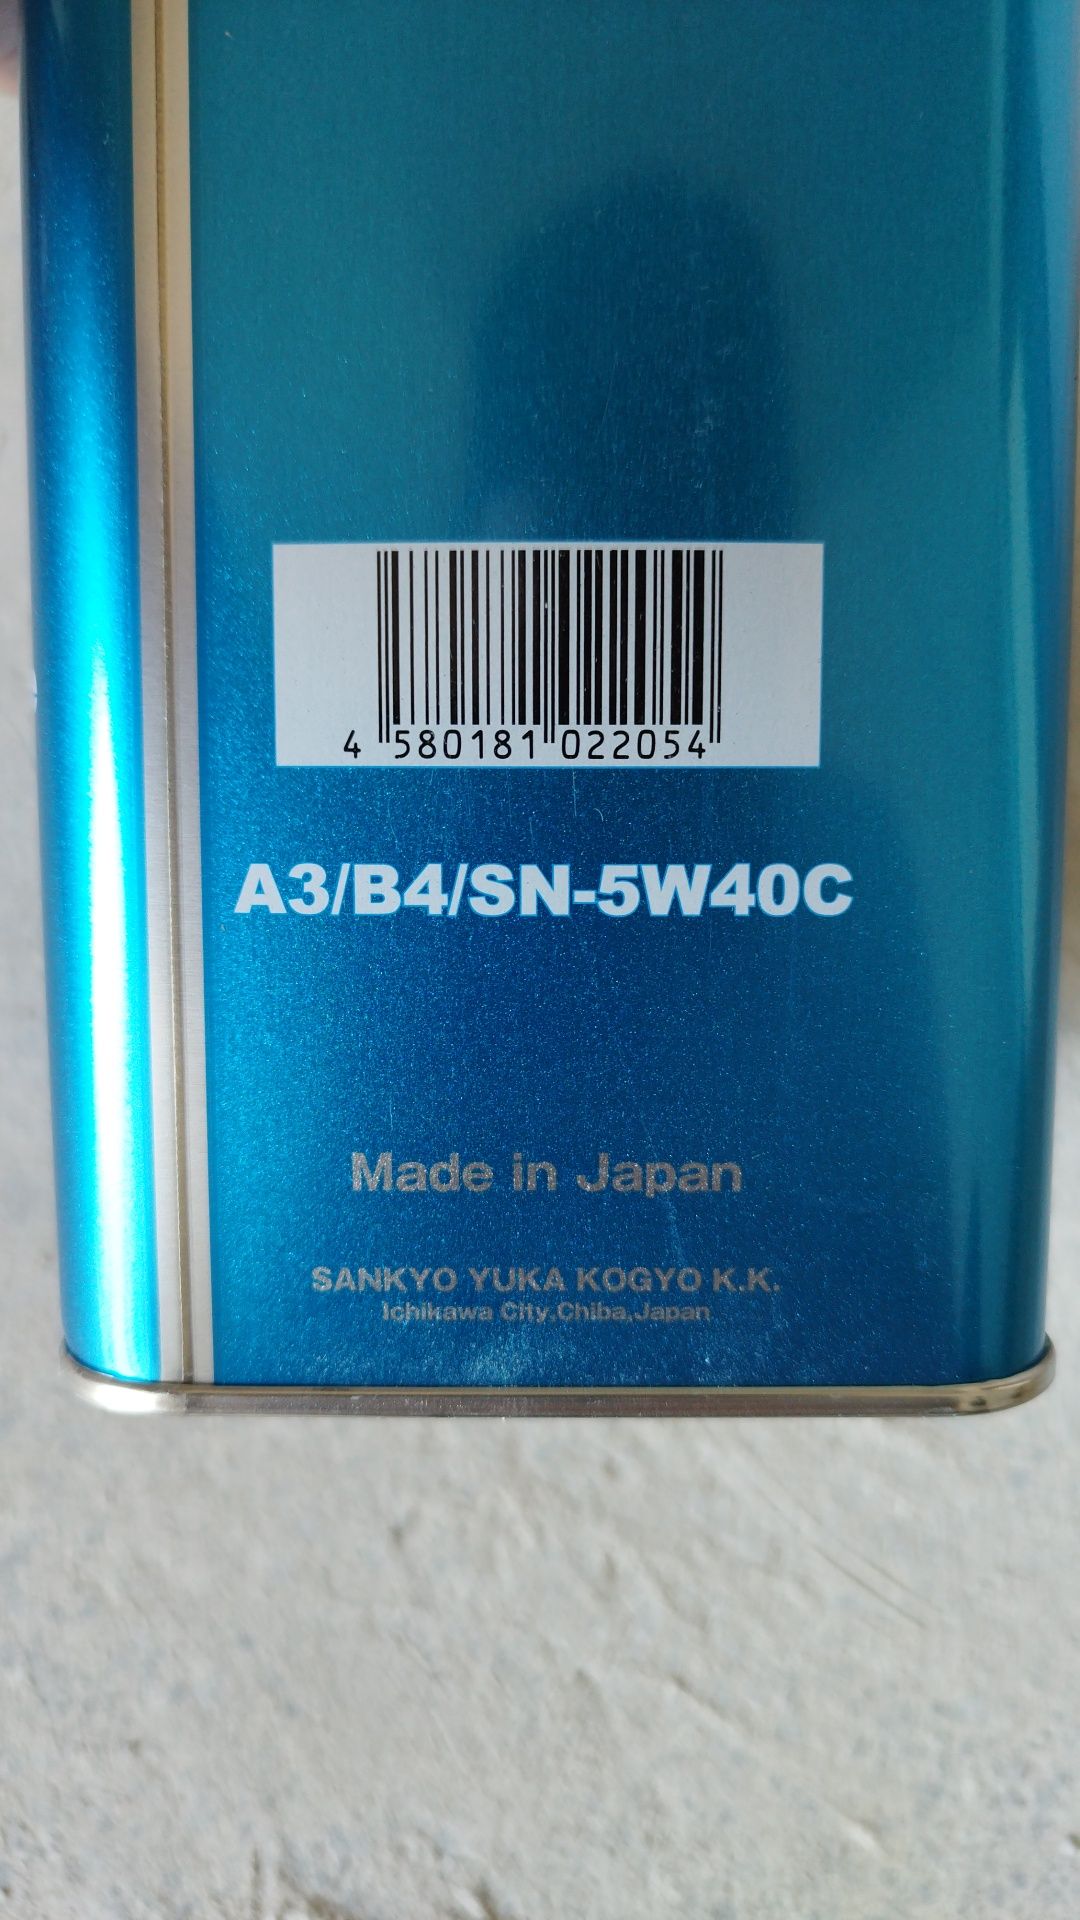 4 580181 022054
A3/B4/SN-5W40C
Made in Japan
SANKYO YUKA KOGYO K.K.
Ichikawa City,Chiba,Japan